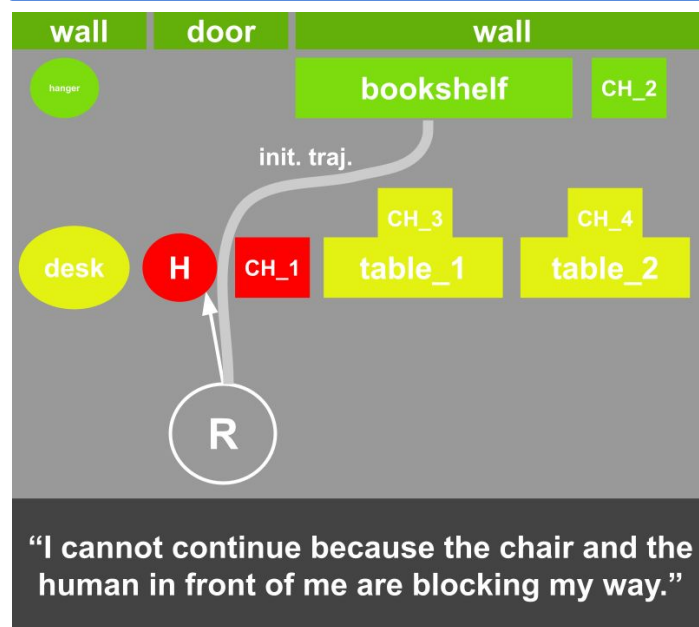 wall door wall
hanger
bookshelf CH_2
init. traj.
CH_3 CH_4
desk H CH_1 table_1 table_2
R
“I cannot continue because the chair and the
human in front of me are blocking my way.”